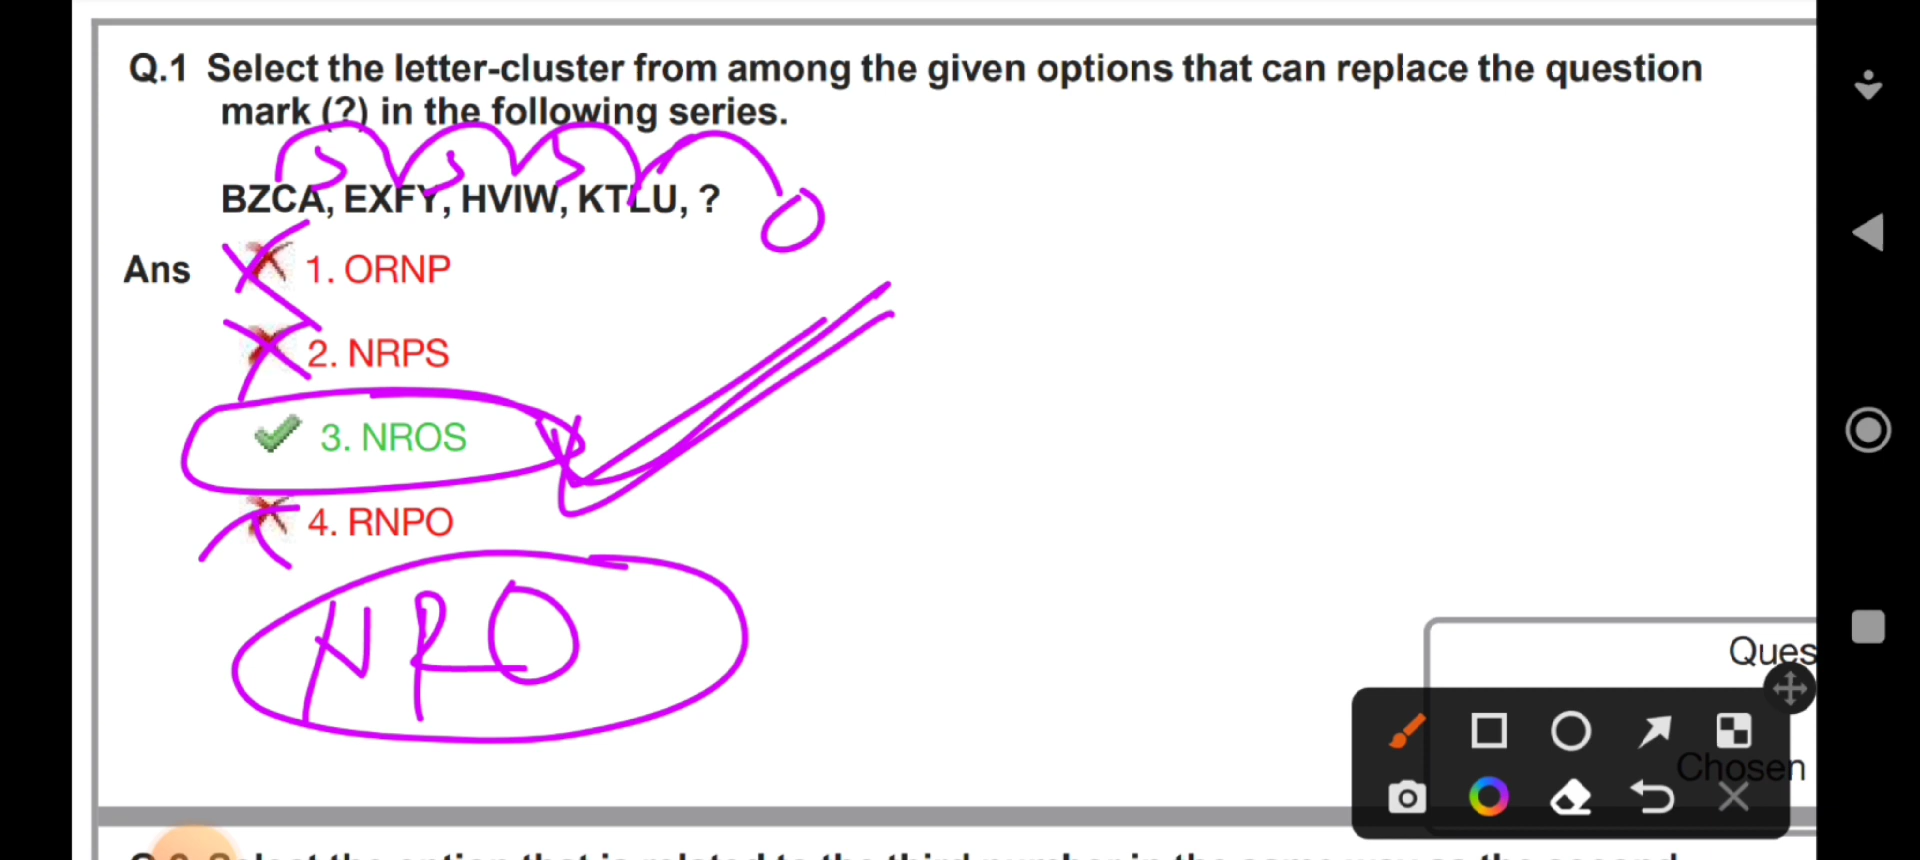 Q.1 Select the letter-cluster from among the given options that can replace the question
mark (?) in the following series.
BZCA, EXFY, HVIW, KTLU, ?
Ans
1. ORNP
2. NRPS
3. NROS
4. RNPO
NRO
Ques
Chosen